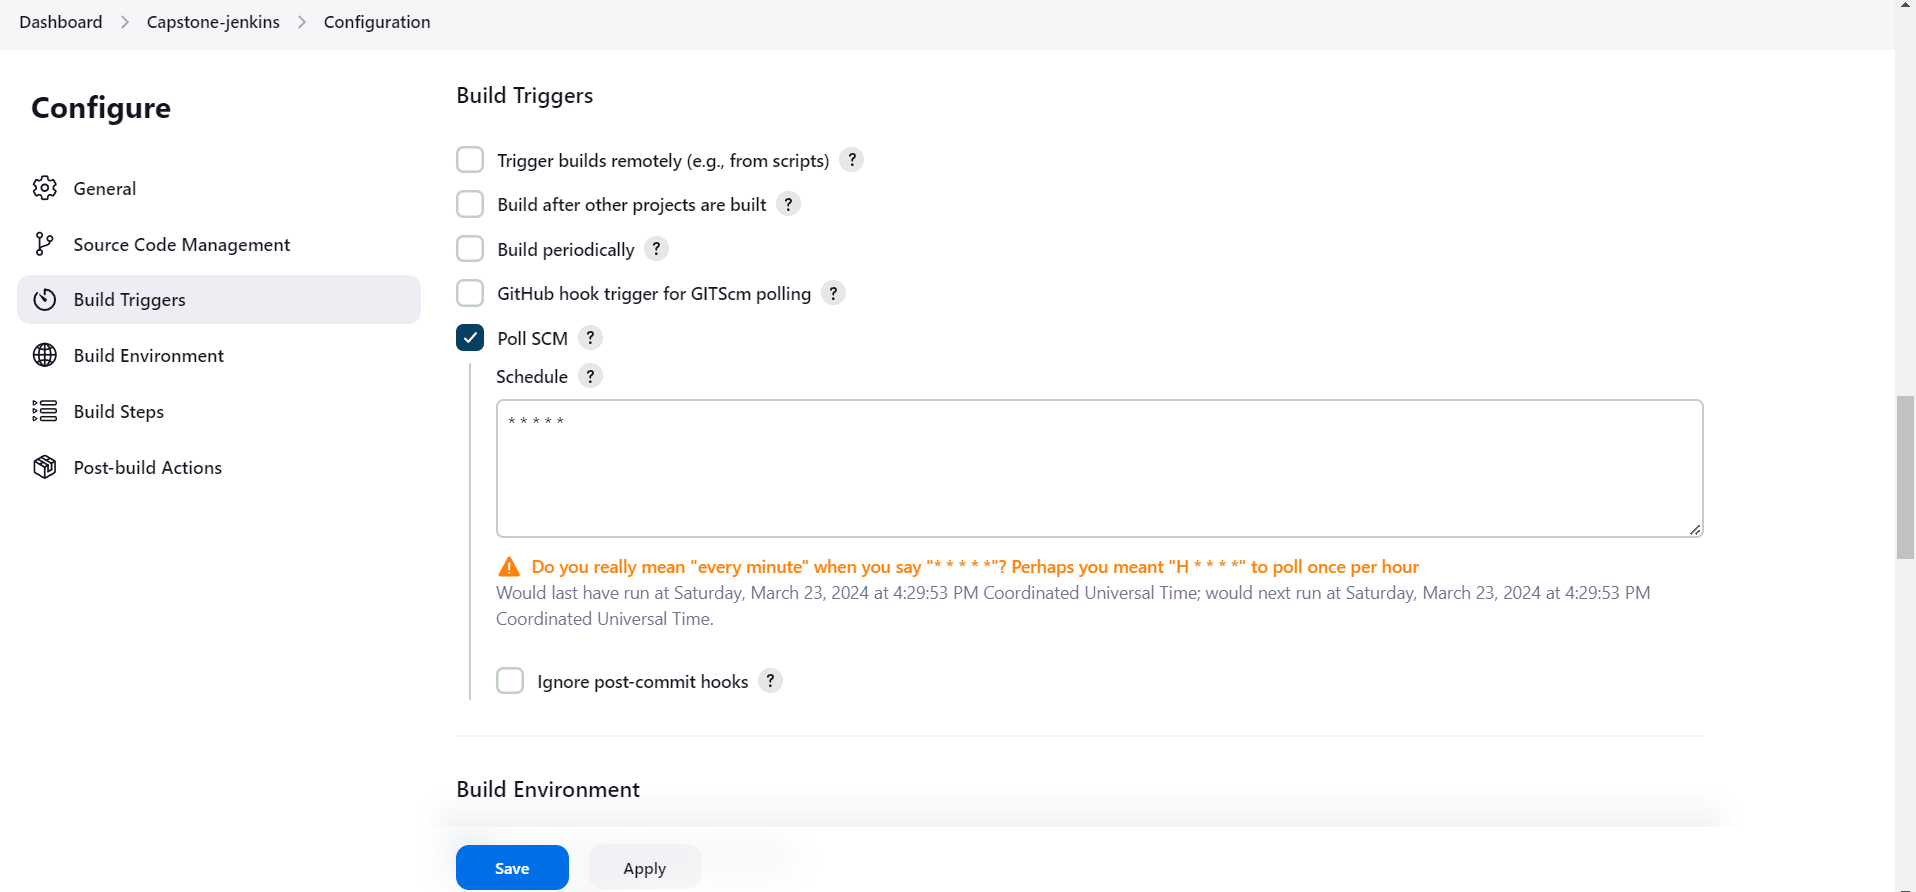 Dashboard > Capstone-jenkins > Configuration
Configure
General
Source Code Management
Build Triggers
Build Environment
Build Steps
Post-build Actions
Build Triggers
Trigger builds remotely (e.g., from scripts) ?
Build after other projects are built ?
Build periodically ?
GitHub hook trigger for GITScm polling ?
Poll SCM ?
Schedule ?
* * * * *
Do you really mean "every minute" when you say "* * * * *"? Perhaps you meant "H * * * *" to poll once per hour
Would last have run at Saturday, March 23, 2024 at 4:29:53 PM Coordinated Universal Time; would next run at Saturday, March 23, 2024 at 4:29:53 PM
Coordinated Universal Time.
Ignore post-commit hooks ?
Build Environment
Save Apply